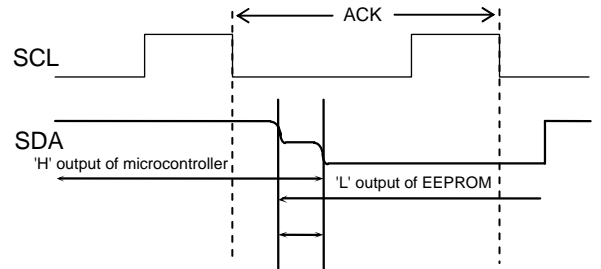 ACK
SCL
SDA
'H' output of microcontroller
'L' output of EEPROM